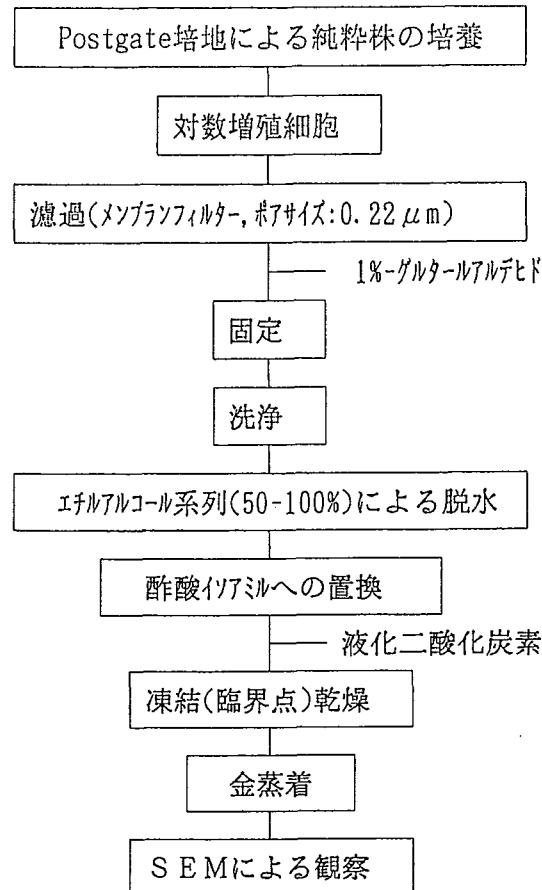 Postgate培地による純粋株の培養
対数増殖細胞
濾過(ﾒﾝﾌﾞﾗﾝﾌｨﾙﾀｰ,ﾎﾟｱｻｲｽﾞ:0.22μm)
1%-ｸﾞﾙﾀｰﾙｱﾙﾃﾞﾋﾄﾞ
固定
洗浄
ｴﾁﾙｱﾙｺｰﾙ系列(50-100%)による脱水
酢酸ｲｿｱﾐﾙへの置換
液化二酸化炭素
凍結(臨界点)乾燥
金蒸着
ＳＥＭによる観察